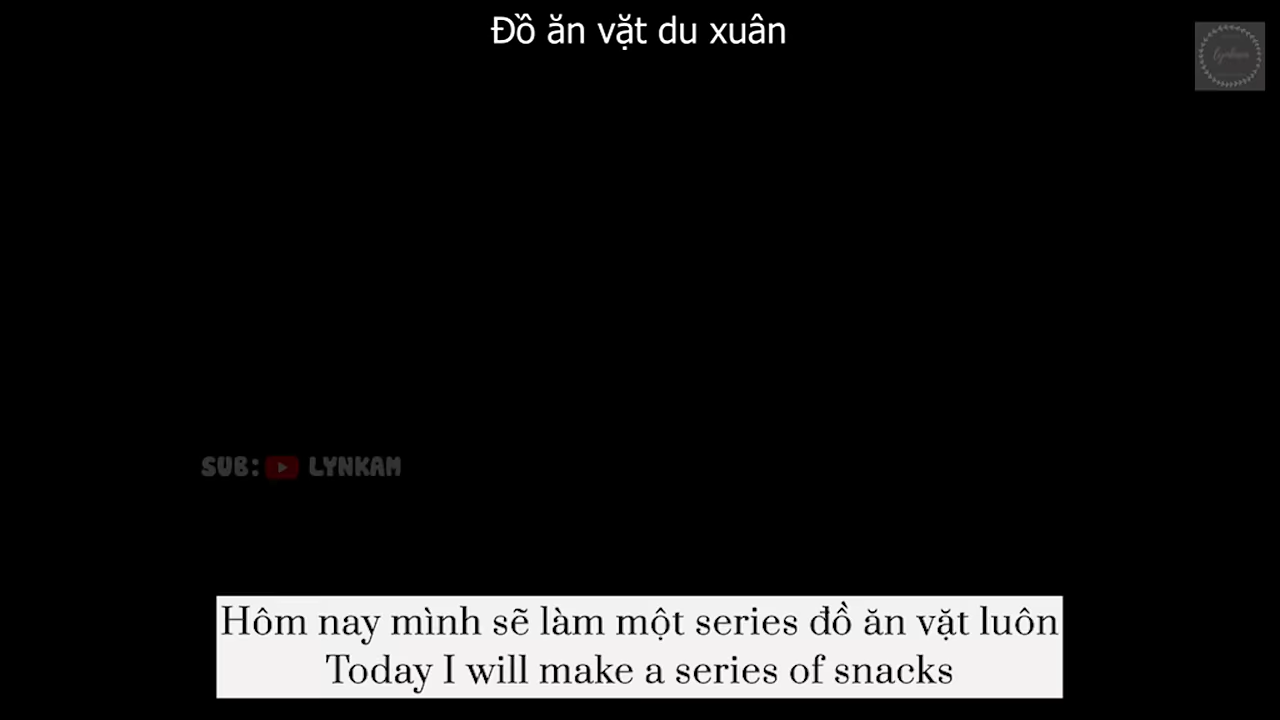 Đồ ăn vặt du xuân
lynkam
SUB: LYNKAM
Hôm nay mình sẽ làm một series đồ ăn vặt luôn
Today I will make a series of snacks